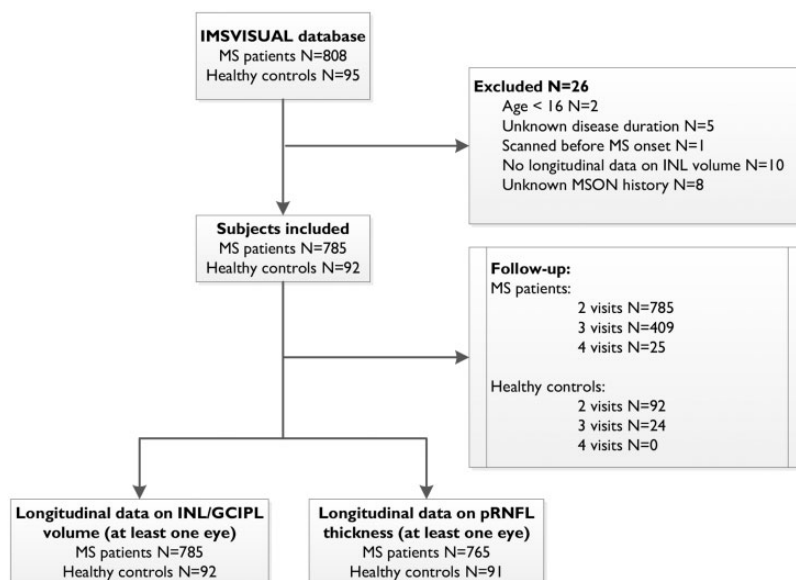 IMSVISUAL database
MS patients N=808
Healthy controls N=95
Excluded N=26
Age < 16 N=2
Unknown disease duration N=5
Scanned before MS onset N=1
No longitudinal data on INL volume N=10
Unknown MSON history N=8
Subjects included
MS patients N=785
Healthy controls N=92
Follow-up:
MS patients:
2 visits N=785
3 visits N=409
4 visits N=25
Healthy controls:
2 visits N=92
3 visits N=24
4 visits N=0
Longitudinal data on INL/GCIPL
volume (at least one eye)
MS patients N=785
Healthy controls N=92
Longitudinal data on pRNFL
thickness (at least one eye)
MS patients N=765
Healthy controls N=91